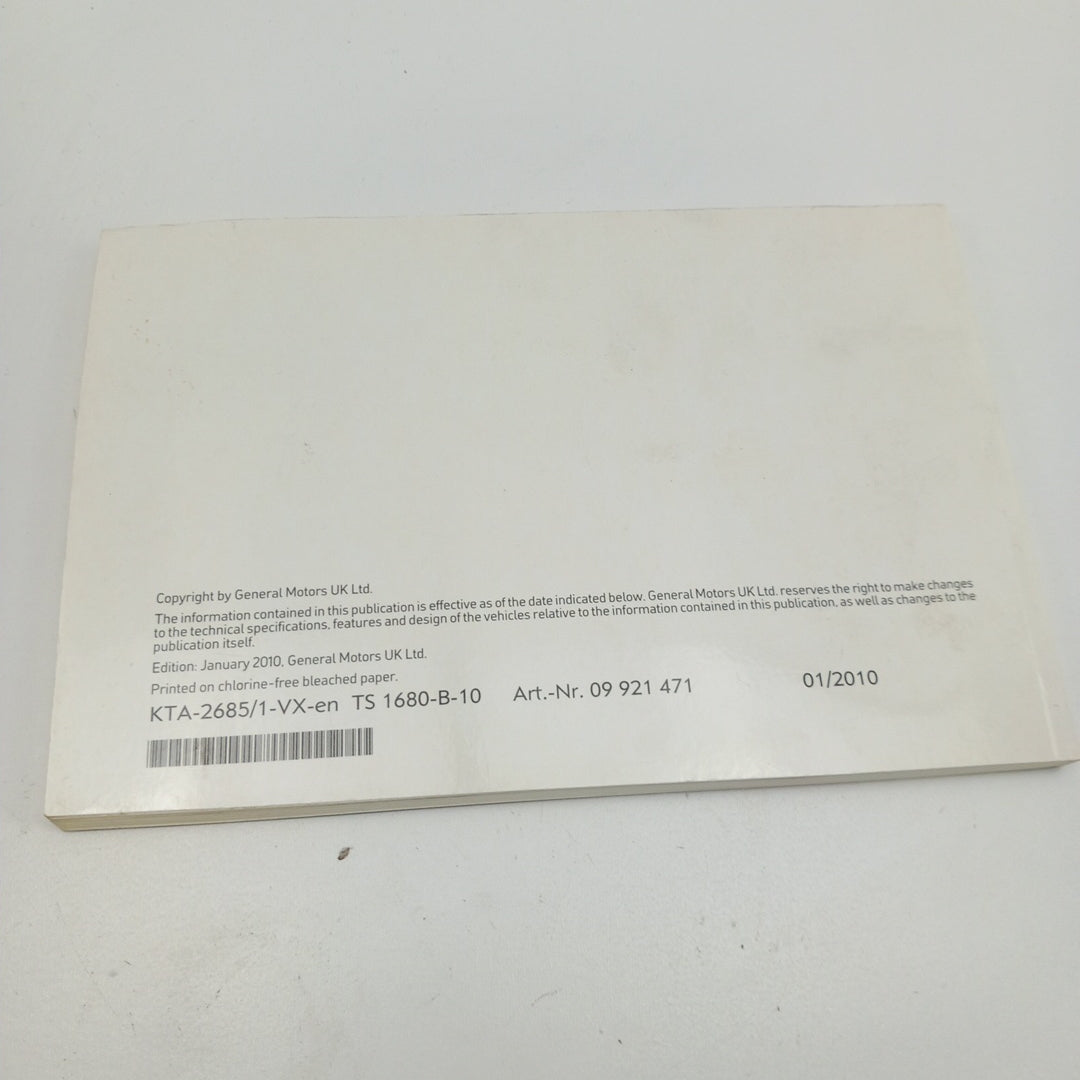 Copyright by General Motors UK Ltd.
The information contained in this publication is effective as of the date indicated below. General Motors UK Ltd. reserves the right to make changes
to the technical specifications, features and design of the vehicles relative to the information contained in this publication, as well as changes to the
publication itself.
Edition: January 2010, General Motors UK Ltd.
Printed on chlorine-free bleached paper.
KTA-2685/1-VX-en TS 1680-B-10 Art.-Nr. 09 921 471 01/2010